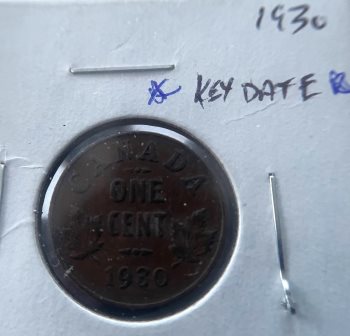 1930
☆ KEY DATE
CANADA
ONE
CENT
1930